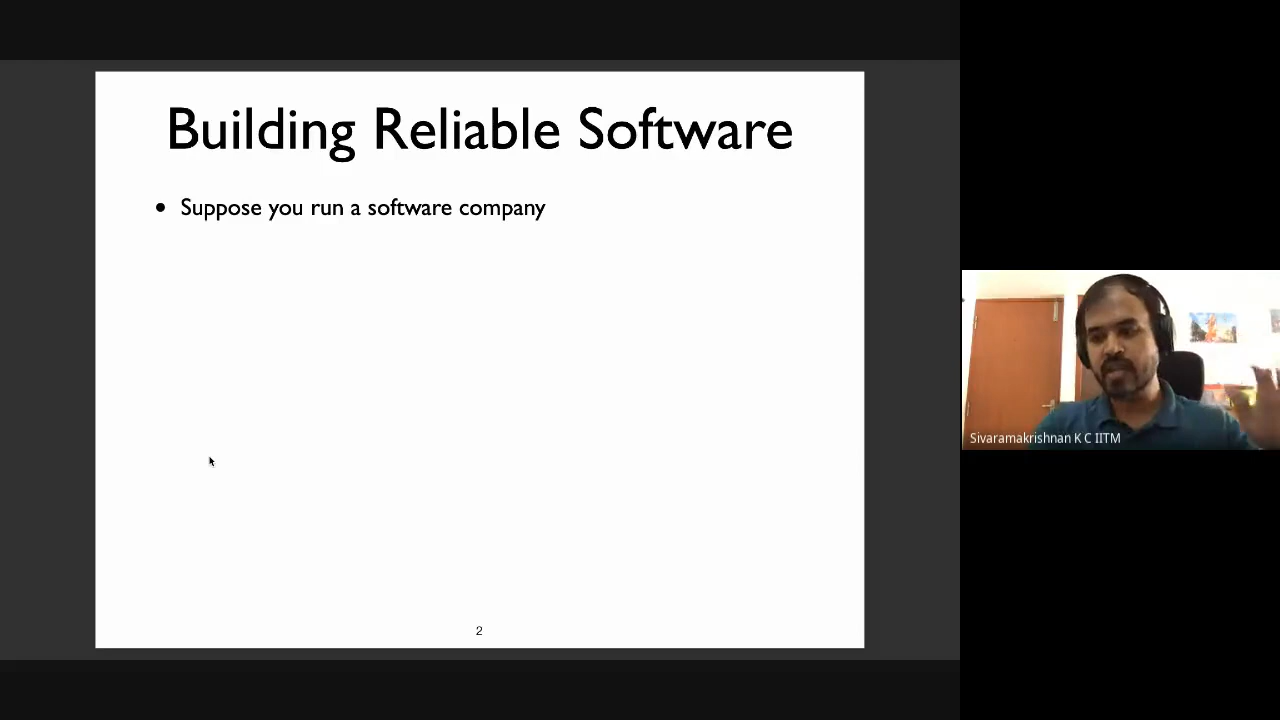 Building Reliable Software
• Suppose you run a software company
2
Sivaramakrishnan K C IITM